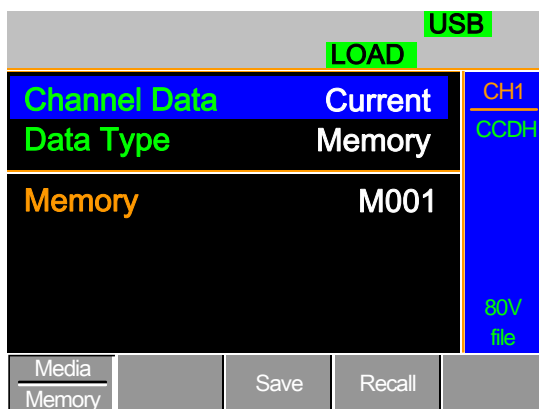 USB
LOAD
Channel Data Current
Data Type Memory
Memory M001
CH1
CCDH
80V
file
Media
Memory
Save
Recall